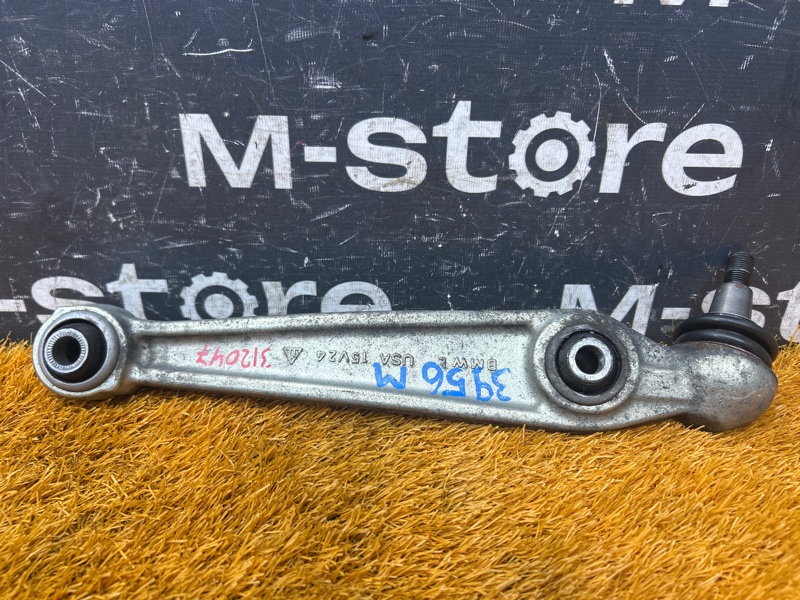 M-store
-store
M-st
BMW L USA 15V24
312047
3956 M